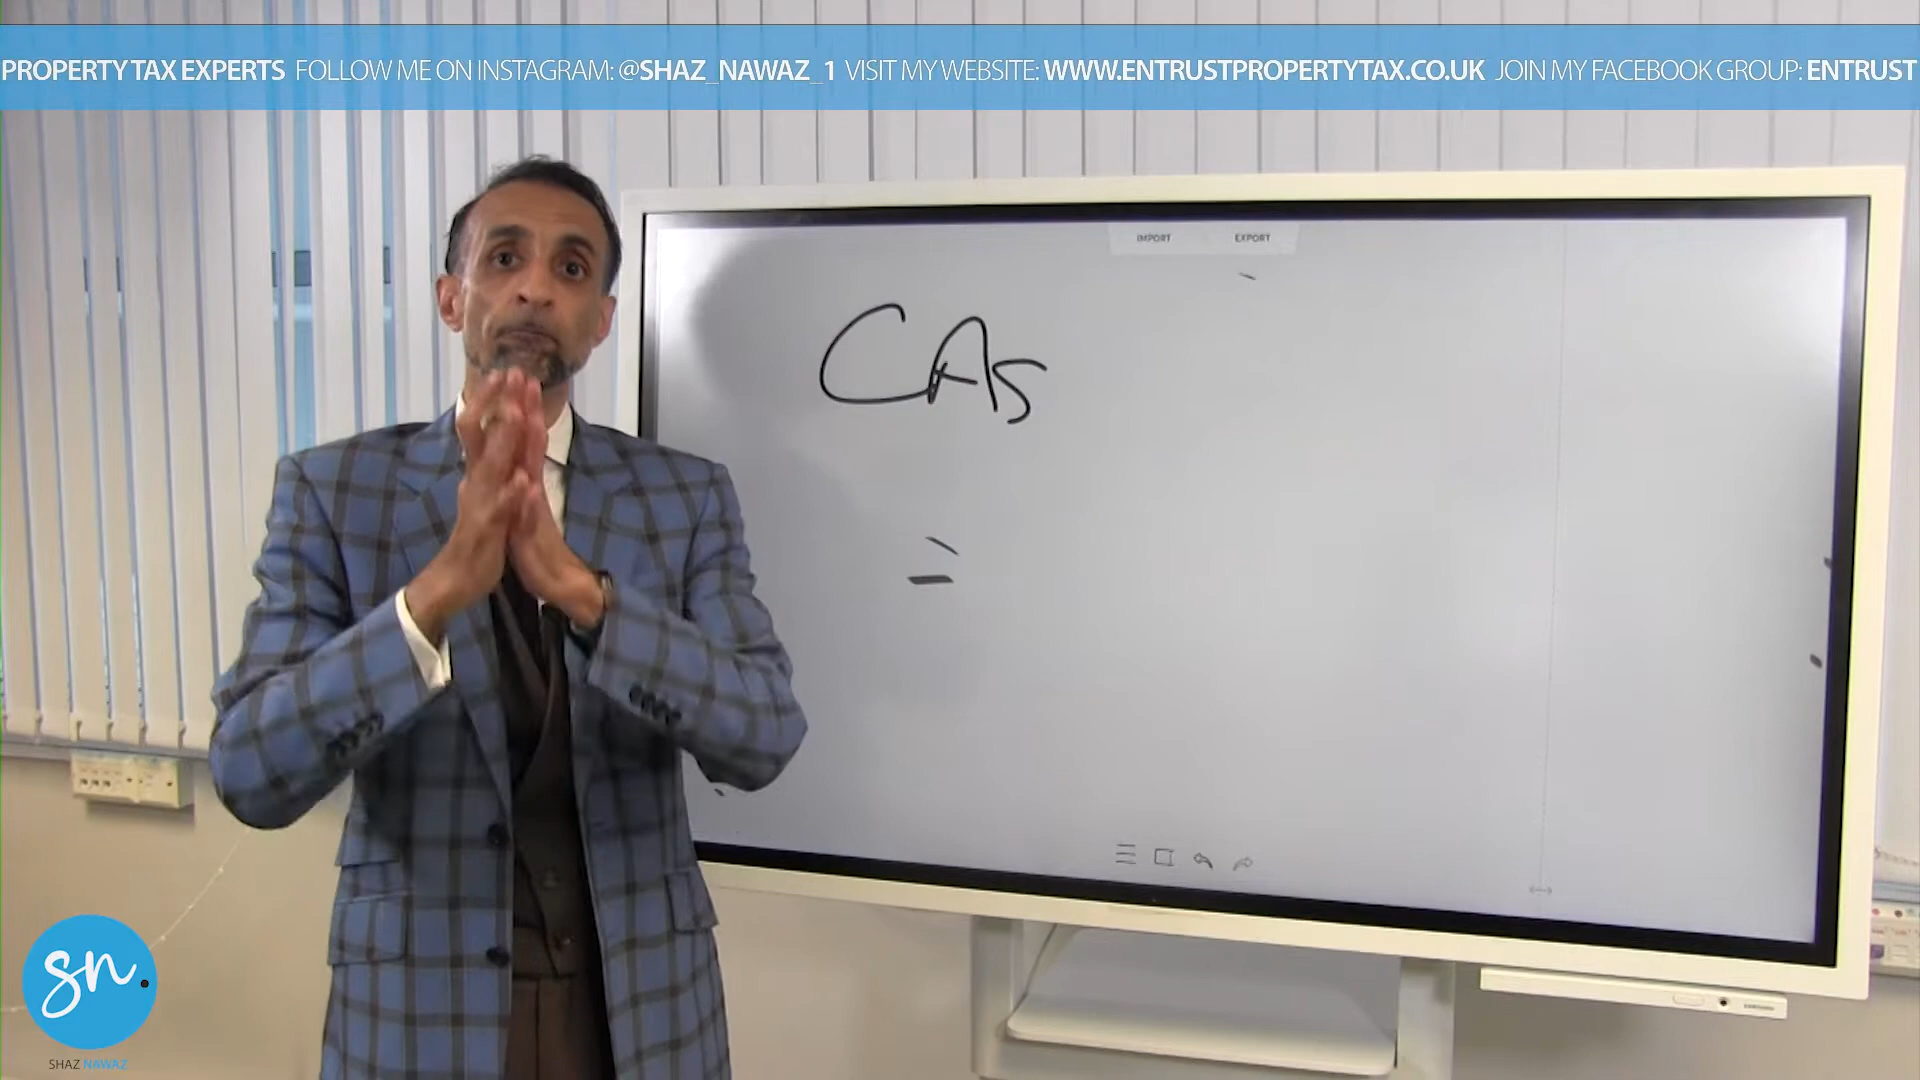 PROPERTY TAX EXPERTS FOLLOW ME ON INSTAGRAM: @SHAZ_NAWAZ_1 VISIT MY WEBSITE: WWW.ENTRUSTPROPERTYTAX.CO.UK JOIN MY FACEBOOK GROUP: ENTRUST
IMPORT EXPORT
CAs
sn.
SHAZ NAWAZ
SAMSUNG